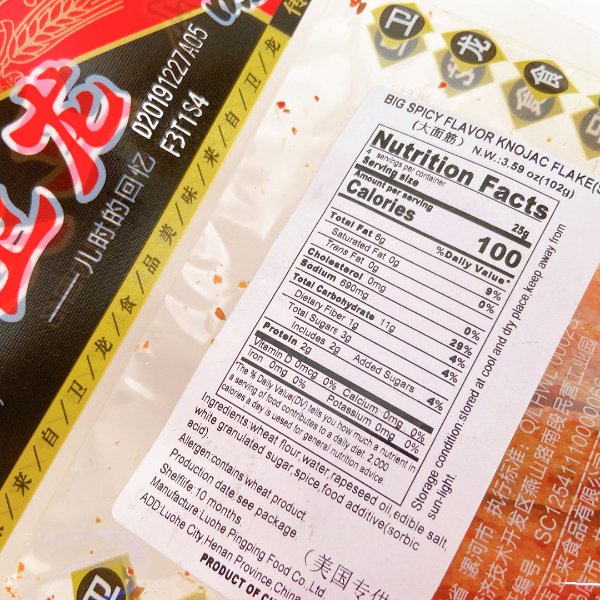 D20191227A05
F3T1S4
龙
儿时的回忆
味/来/自/卫/龙/食/品/美/味/来/自/卫/龙
卫龙食
BIG SPICY FLAVOR KNOJAC FLAKE(S
(大面筋) N.W.:3.59 oz(102g)
Nutrition Facts
4 servings per container
Serving size 25g
Amount per serving
Calories 100
%Daily Value*
Total Fat 6g 9%
Saturated Fat 0g 0%
Trans Fat 0g
Cholesterol 0mg 0%
Sodium 690mg 29%
Total Carbohydrate 11g 4%
Dietary Fiber 1g 4%
Total Sugars 3g
Includes 2g Added Sugars 4%
Protein 2g
Vitamin D 0mcg 0% Calcium 0mg 0%
Iron 0mg 0% Potassium 0mg 0%
*The % Daily Value(DV) tells you how much a nutrient in
a serving of food contributes to a daily diet. 2,000
calories a day is used for general nutrition advice.
Ingredients:wheat flour,water,rapeseed oil,edible salt,
white granulated sugar,spice,food additive(sorbic
acid).
Allergen:contains wheat product.
Production date:see package.
Shelflife:10 months.
Manufacture:Luohe Pingping Food Co.,Ltd.
ADD:Luohe City,Henan Province,China
PRODUCT OF C
(美国专供
Storage condition:stored at cool and dry place,keep away from
sun-light.